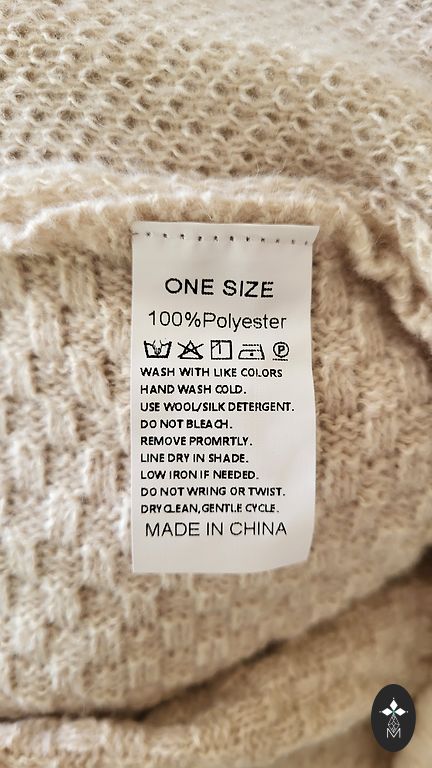 ONE SIZE
100%Polyester
WASH WITH LIKE COLORS
HAND WASH COLD.
USE WOOL/SILK DETERGENT.
DO NOT BLEACH.
REMOVE PROMRTLY.
LINE DRY IN SHADE.
LOW IRON IF NEEDED.
DO NOT WRING OR TWIST.
DRY CLEAN,GENTLE CYCLE.
MADE IN CHINA
M